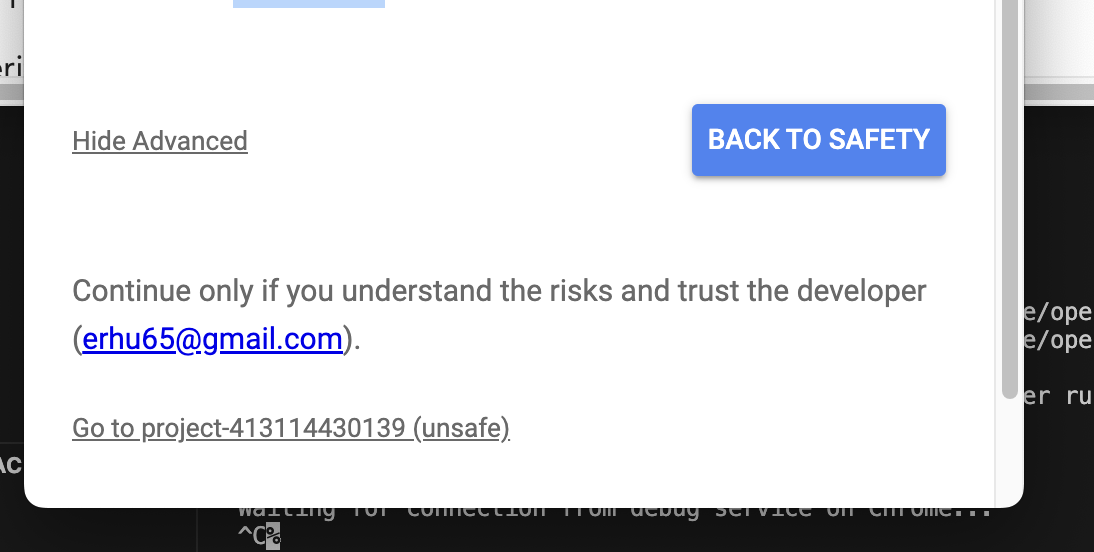 Hide Advanced
BACK TO SAFETY
Continue only if you understand the risks and trust the developer
(erhu65@gmail.com).
Go to project-413114430139 (unsafe)
e/ope
e/ope
er ru
AC
Waiting for connection from debug service on Chrome...
^C%